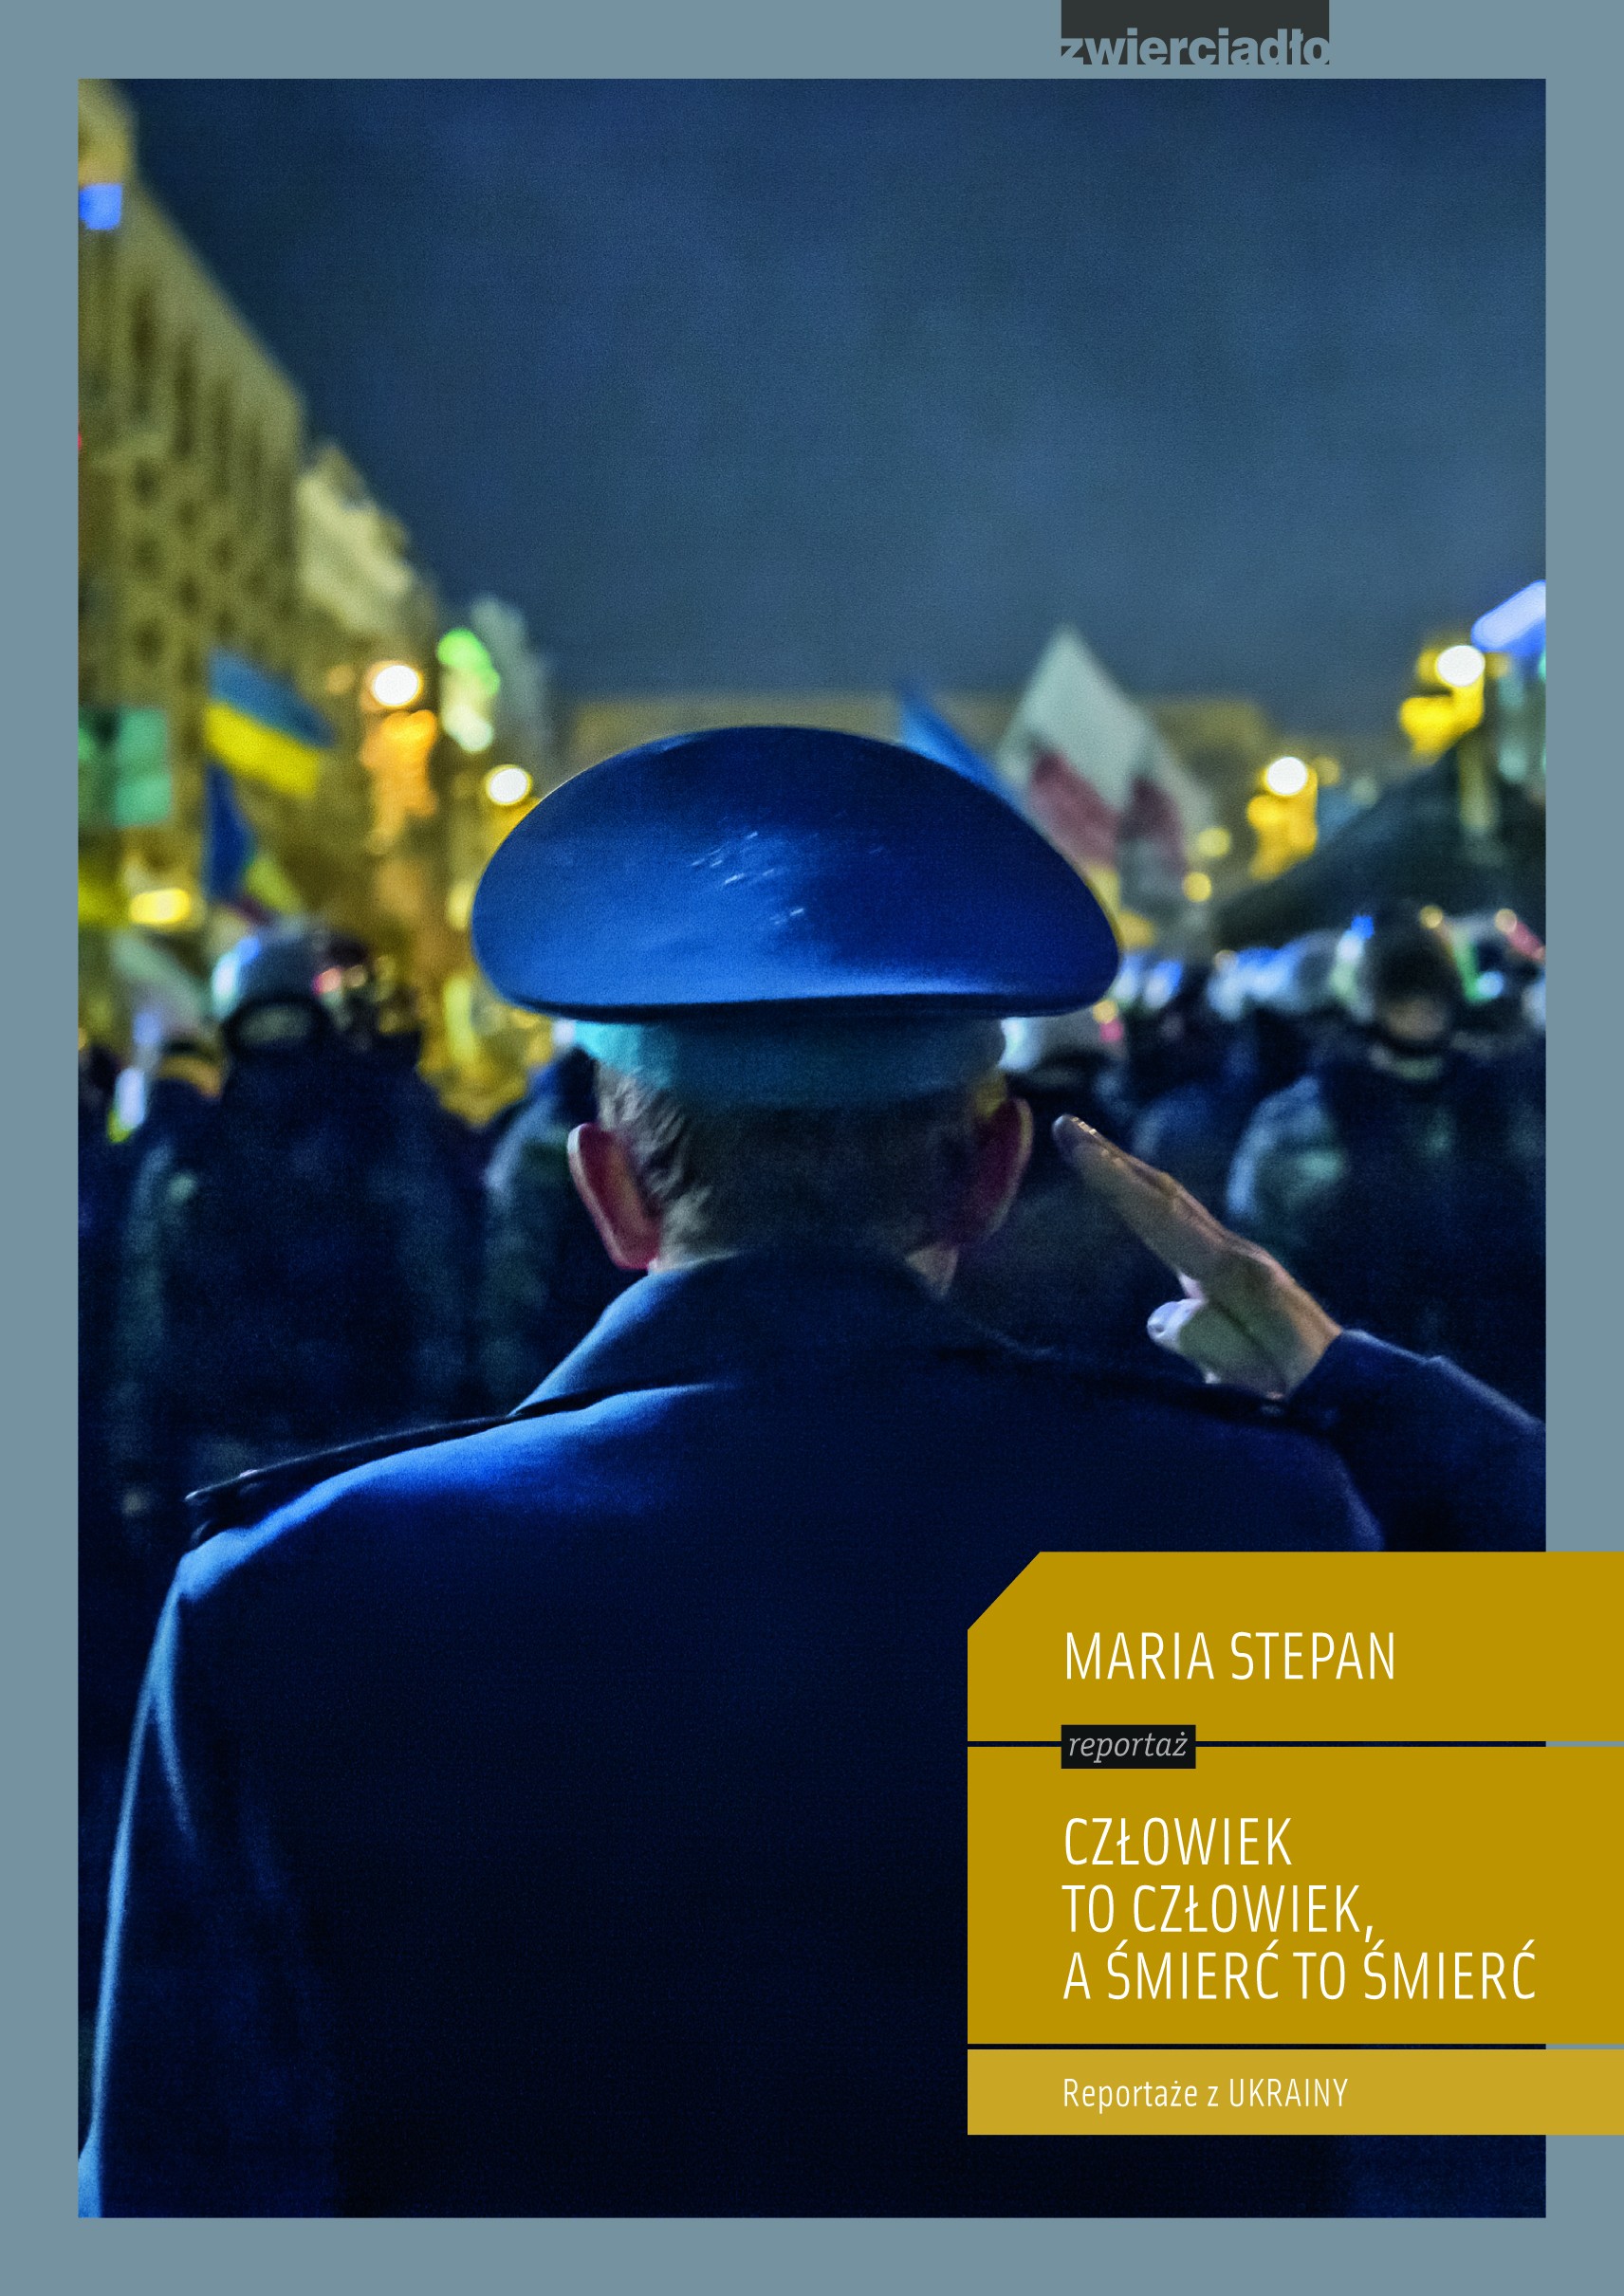 zwierciadło
MARIA STEPAN
reportaż
CZŁOWIEK
TO CZŁOWIEK,
A ŚMIERĆ TO ŚMIERĆ
Reportaże z UKRAINY